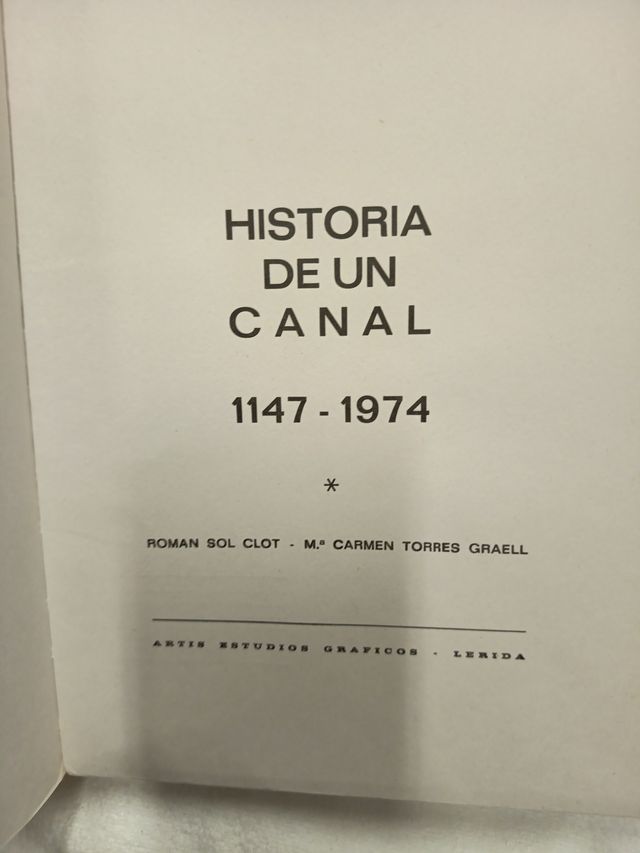 HISTORIA
DE UN
CANAL
1147 - 1974
*
ROMAN SOL CLOT - M.ª CARMEN TORRES GRAELL
ARTIS ESTUDIOS GRAFICOS - LERIDA